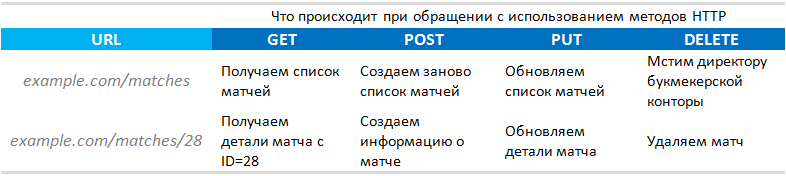 Что происходит при обращении с использованием методов HTTP
URL GET POST PUT DELETE
example.com/matches
Получаем список
матчей
Создаем заново
список матчей
Обновляем
список матчей
Мстим директору
букмекерской
конторы
example.com/matches/28
Получаем
детали матча с
ID=28
Создаем
информацию о
матче
Обновляем
детали матча
Удаляем матч